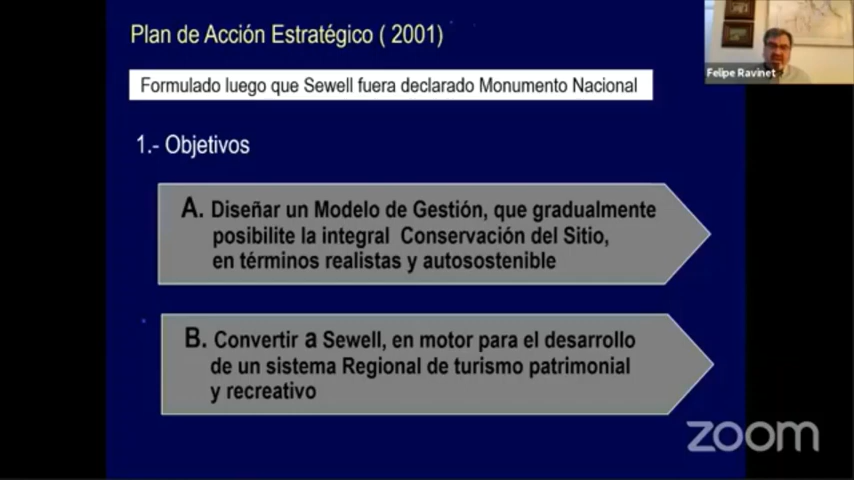 Plan de Acción Estratégico ( 2001)
Felipe Ravinet
Formulado luego que Sewell fuera declarado Monumento Nacional
1.- Objetivos
A. Diseñar un Modelo de Gestión, que gradualmente
posibilite la integral Conservación del Sitio,
en términos realistas y autosostenible
B. Convertir a Sewell, en motor para el desarrollo
de un sistema Regional de turismo patrimonial
y recreativo
zoom